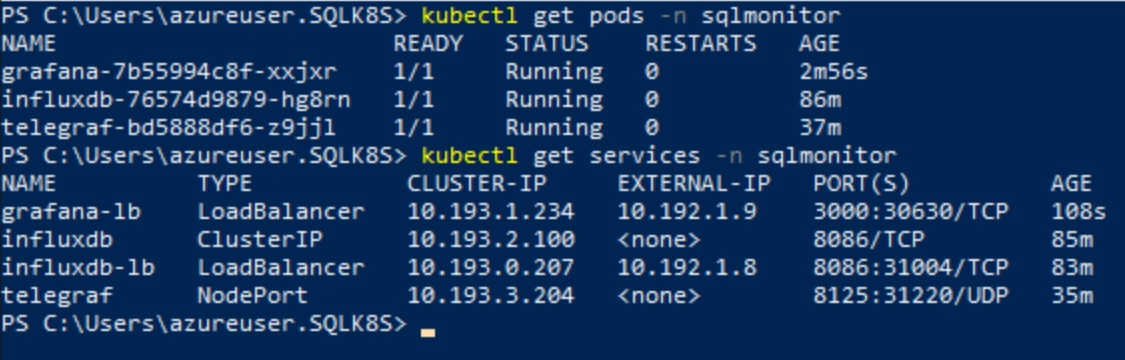 PS C:\Users\azureuser.SQLK8S> kubectl get pods -n sqlmonitor
NAME READY STATUS RESTARTS AGE
grafana-7b55994c8f-xxjxr 1/1 Running 0 2m56s
influxdb-76574d9879-hg8rn 1/1 Running 0 86m
telegraf-bd5888df6-z9jjl 1/1 Running 0 37m
PS C:\Users\azureuser.SQLK8S> kubectl get services -n sqlmonitor
NAME TYPE CLUSTER-IP EXTERNAL-IP PORT(S) AGE
grafana-lb LoadBalancer 10.193.1.234 10.192.1.9 3000:30630/TCP 108s
influxdb ClusterIP 10.193.2.100 <none> 8086/TCP 85m
influxdb-lb LoadBalancer 10.193.0.207 10.192.1.8 8086:31004/TCP 83m
telegraf NodePort 10.193.3.204 <none> 8125:31220/UDP 35m
PS C:\Users\azureuser.SQLK8S>